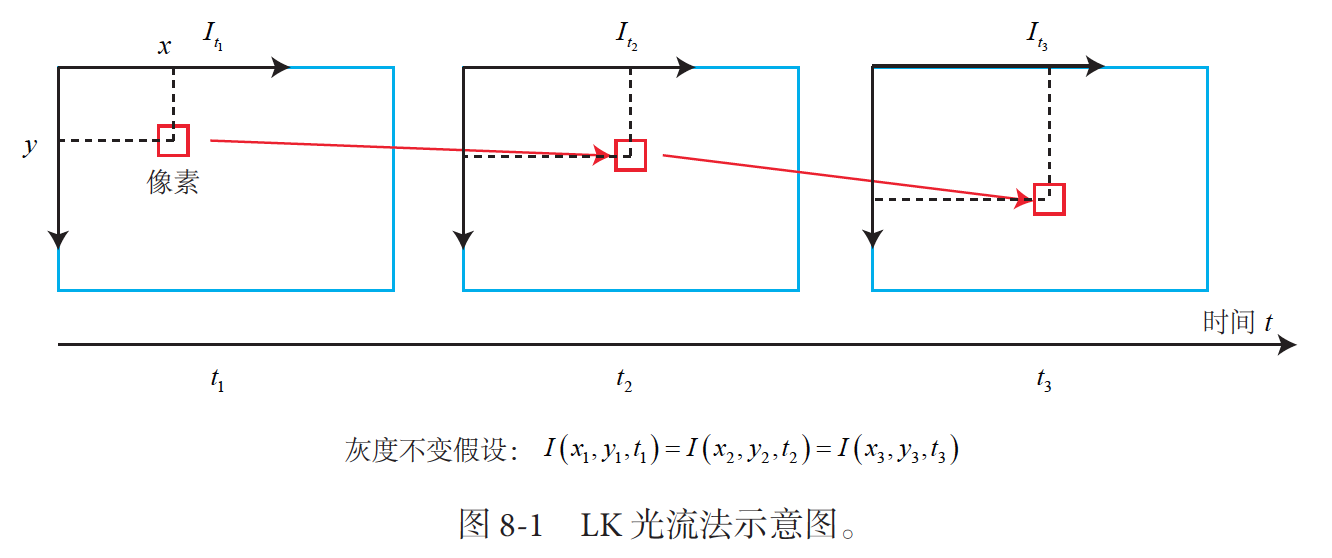 I_{t_1} I_{t_2} I_{t_3}
x
y
像素
时间 t
t_1 t_2 t_3
灰度不变假设： I(x_1, y_1, t_1) = I(x_2, y_2, t_2) = I(x_3, y_3, t_3)
图 8-1 LK 光流法示意图。